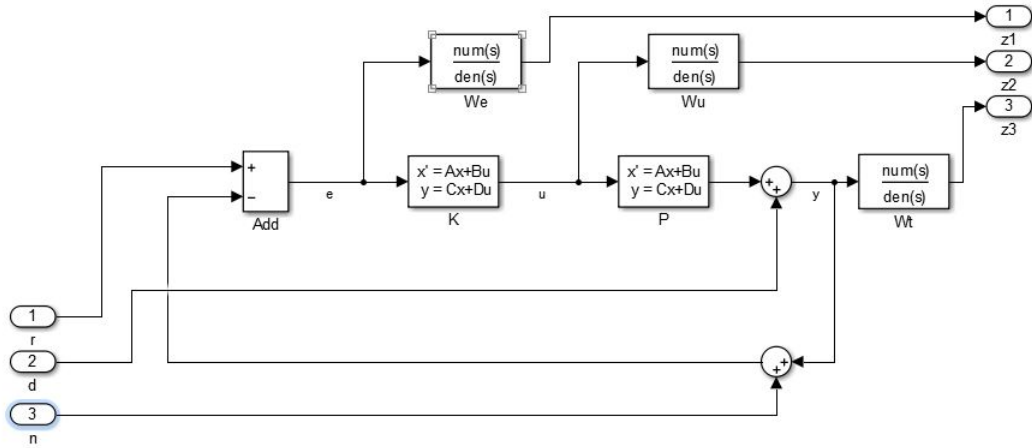 1
z1
num(s)
den(s)
We
num(s)
den(s)
Wu
2
z2
3
z3
+
−
Add
e
x' = Ax+Bu
y = Cx+Du
K
u
x' = Ax+Bu
y = Cx+Du
P
+
+
y
num(s)
den(s)
Wt
1
r
2
d
3
n
+
+